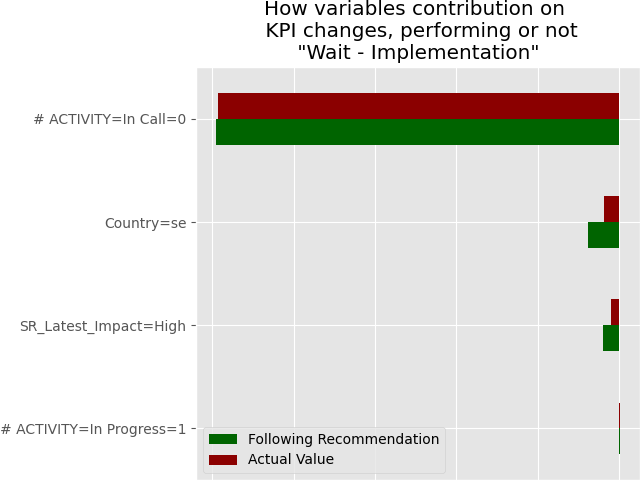 How variables contribution on
KPI changes, performing or not
"Wait - Implementation"
# ACTIVITY=In Call=0
Country=se
SR_Latest_Impact=High
# ACTIVITY=In Progress=1
Following Recommendation
Actual Value